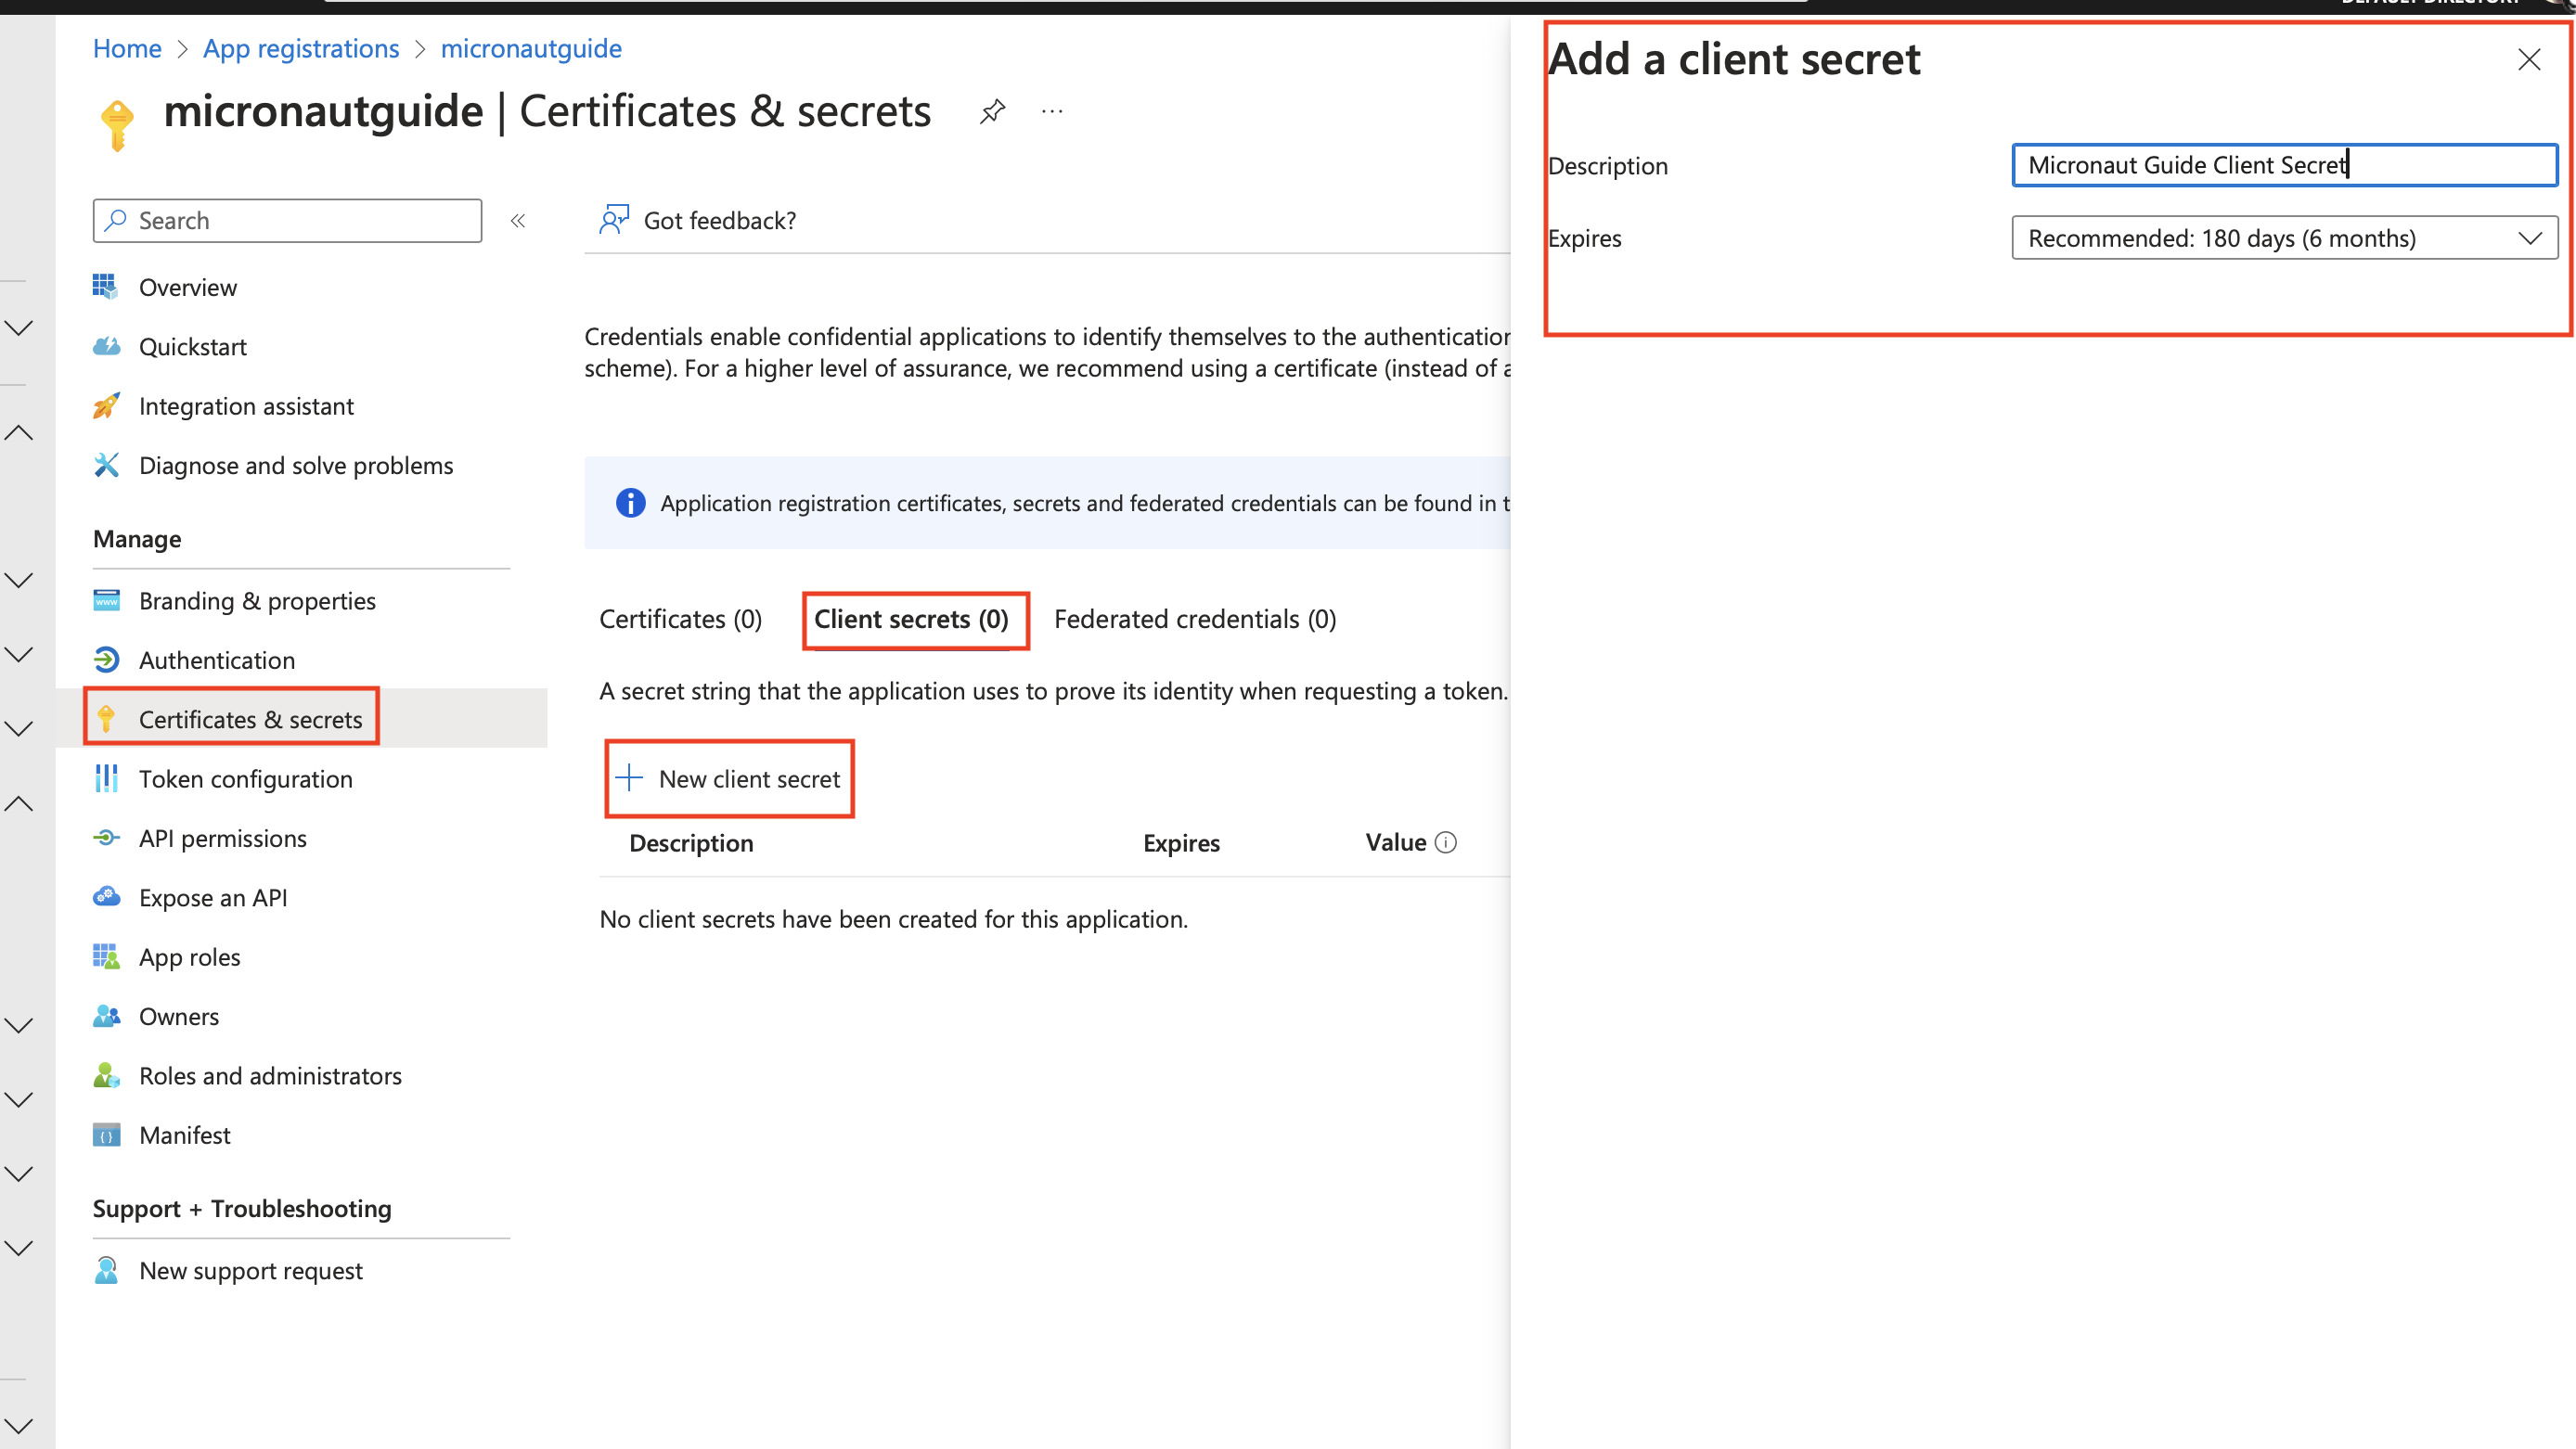 DEFAULT DIRECTORY
Home > App registrations > micronautguide
micronautguide | Certificates & secrets
Search
Overview
Quickstart
Integration assistant
Diagnose and solve problems
Manage
Branding & properties
Authentication
Certificates & secrets
Token configuration
API permissions
Expose an API
App roles
Owners
Roles and administrators
Manifest
Support + Troubleshooting
New support request
Got feedback?
Credentials enable confidential applications to identify themselves to the authentication
scheme). For a higher level of assurance, we recommend using a certificate (instead of a
Application registration certificates, secrets and federated credentials can be found in t
Certificates (0) Client secrets (0) Federated credentials (0)
A secret string that the application uses to prove its identity when requesting a token.
New client secret
Description Expires Value
No client secrets have been created for this application.
Add a client secret
Description Micronaut Guide Client Secret
Expires Recommended: 180 days (6 months)